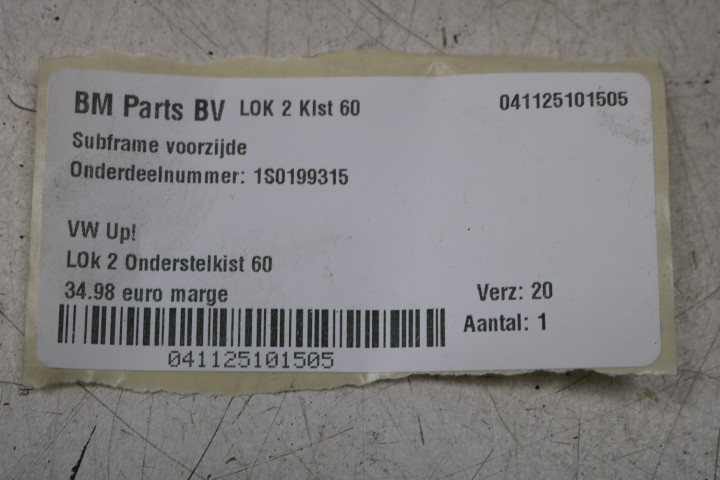 BM Parts BV LOK 2 KIst 60 041125101505
Subframe voorzijde
Onderdeelnummer: 1S0199315
VW Up!
LOk 2 Onderstelkist 60
34.98 euro marge Verz: 20
Aantal: 1
041125101505